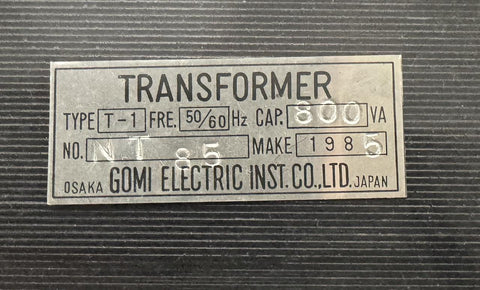 TRANSFORMER
TYPE T-1 FRE. 50/60 Hz CAP. 800 VA
NO. NT 85 MAKE 1985
OSAKA GOMI ELECTRIC INST.CO.,LTD. JAPAN